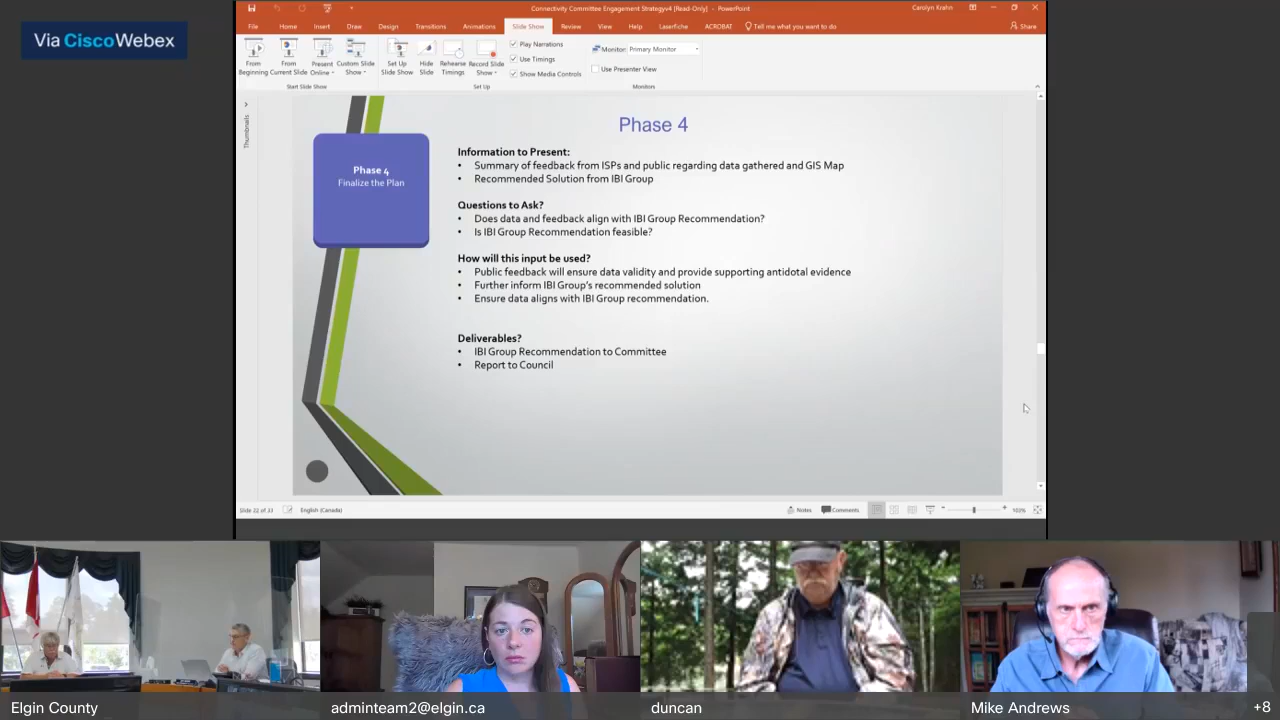 Via CiscoWebex
Connectivity Committee Engagement Strategyv4 [Read-Only] - PowerPoint
Carolyn Krahn
File Home Insert Draw Design Transitions Animations Slide Show Review View Help Laserfiche ACROBAT Tell me what you want to do Share
From Beginning
From Current Slide
Present Online
Custom Slide Show
Set Up Slide Show
Hide Slide
Rehearse Timings
Record Slide Show
Play Narrations
Use Timings
Show Media Controls
Monitor: Primary Monitor
Use Presenter View
Start Slide Show
Set Up
Monitors
Thumbnails
Phase 4
Phase 4
Finalize the Plan
Information to Present:
• Summary of feedback from ISPs and public regarding data gathered and GIS Map
• Recommended Solution from IBI Group
Questions to Ask?
• Does data and feedback align with IBI Group Recommendation?
• Is IBI Group Recommendation feasible?
How will this input be used?
• Public feedback will ensure data validity and provide supporting antidotal evidence
• Further inform IBI Group's recommended solution
• Ensure data aligns with IBI Group recommendation.
Deliverables?
• IBI Group Recommendation to Committee
• Report to Council
Slide 22 of 33 English (Canada) Notes Comments 102%
Elgin County
adminteam2@elgin.ca
duncan
Mike Andrews
+8